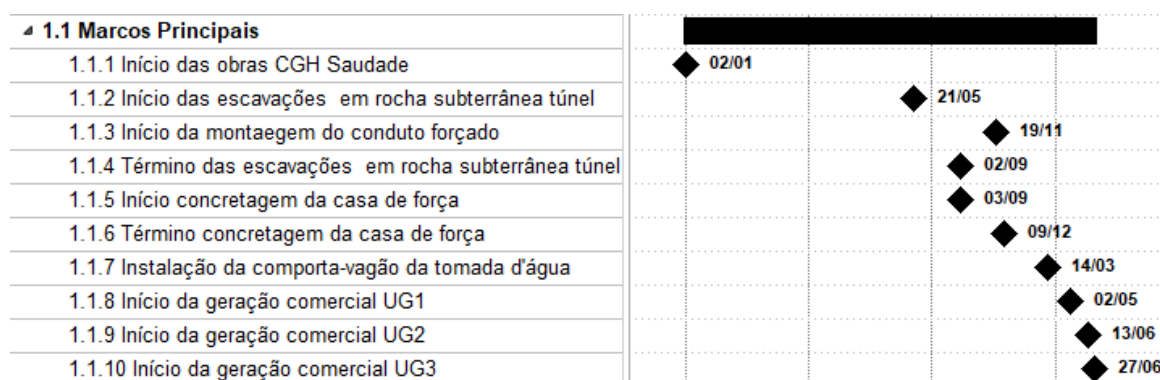 1.1 Marcos Principais
1.1.1 Início das obras CGH Saudade 02/01
1.1.2 Início das escavações em rocha subterrânea túnel 21/05
1.1.3 Início da montaegem do conduto forçado 19/11
1.1.4 Término das escavações em rocha subterrânea túnel 02/09
1.1.5 Início concretagem da casa de força 03/09
1.1.6 Término concretagem da casa de força 09/12
1.1.7 Instalação da comporta-vagão da tomada d'água 14/03
1.1.8 Início da geração comercial UG1 02/05
1.1.9 Início da geração comercial UG2 13/06
1.1.10 Início da geração comercial UG3 27/06